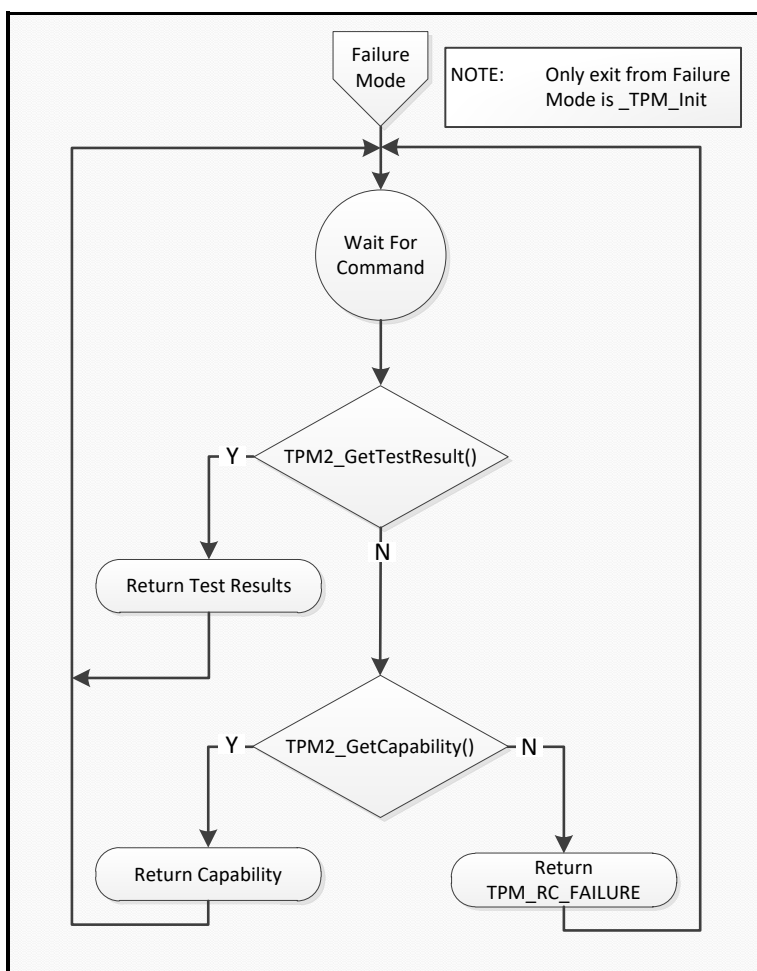 Failure
Mode
NOTE: Only exit from Failure
Mode is _TPM_Init
Wait For
Command
TPM2_GetTestResult()
Y
N
Return Test Results
TPM2_GetCapability()
Y
N
Return Capability
Return
TPM_RC_FAILURE